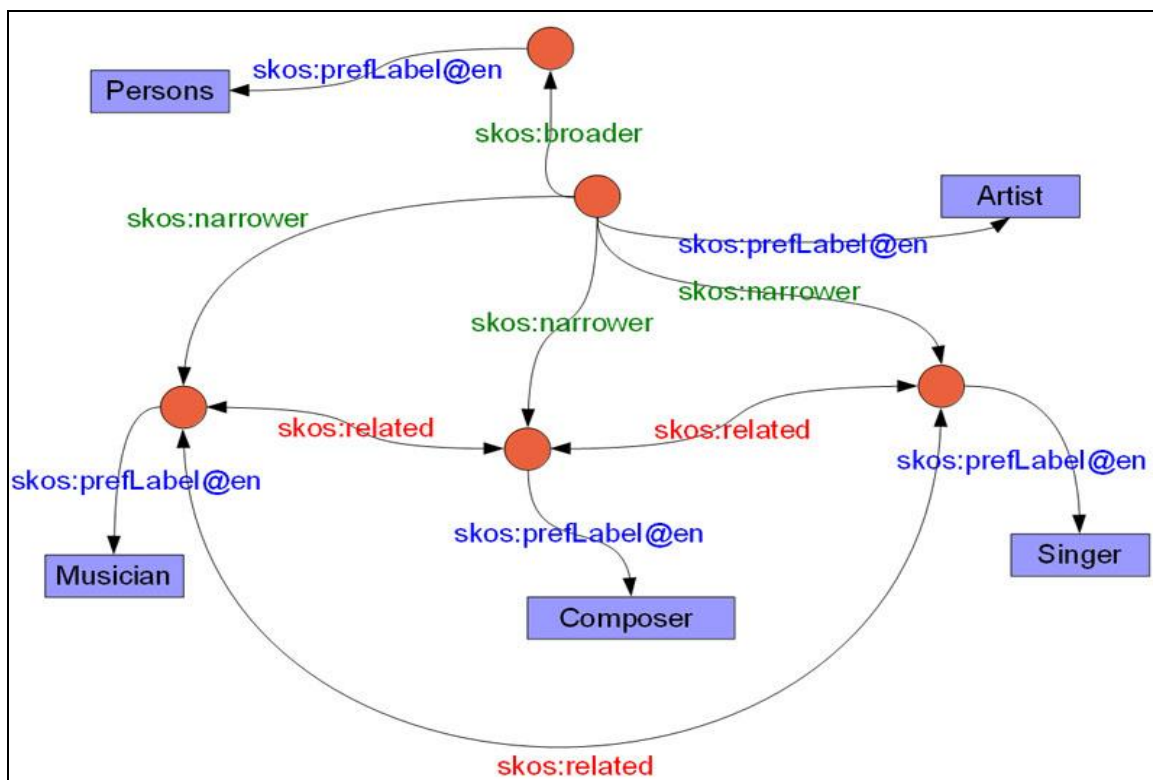 skos:prefLabel@en
Persons
skos:broader
Artist
skos:narrower
skos:prefLabel@en
skos:narrower
skos:narrower
skos:related
skos:related
skos:prefLabel@en
skos:prefLabel@en
skos:prefLabel@en
Singer
Musician
Composer
skos:related